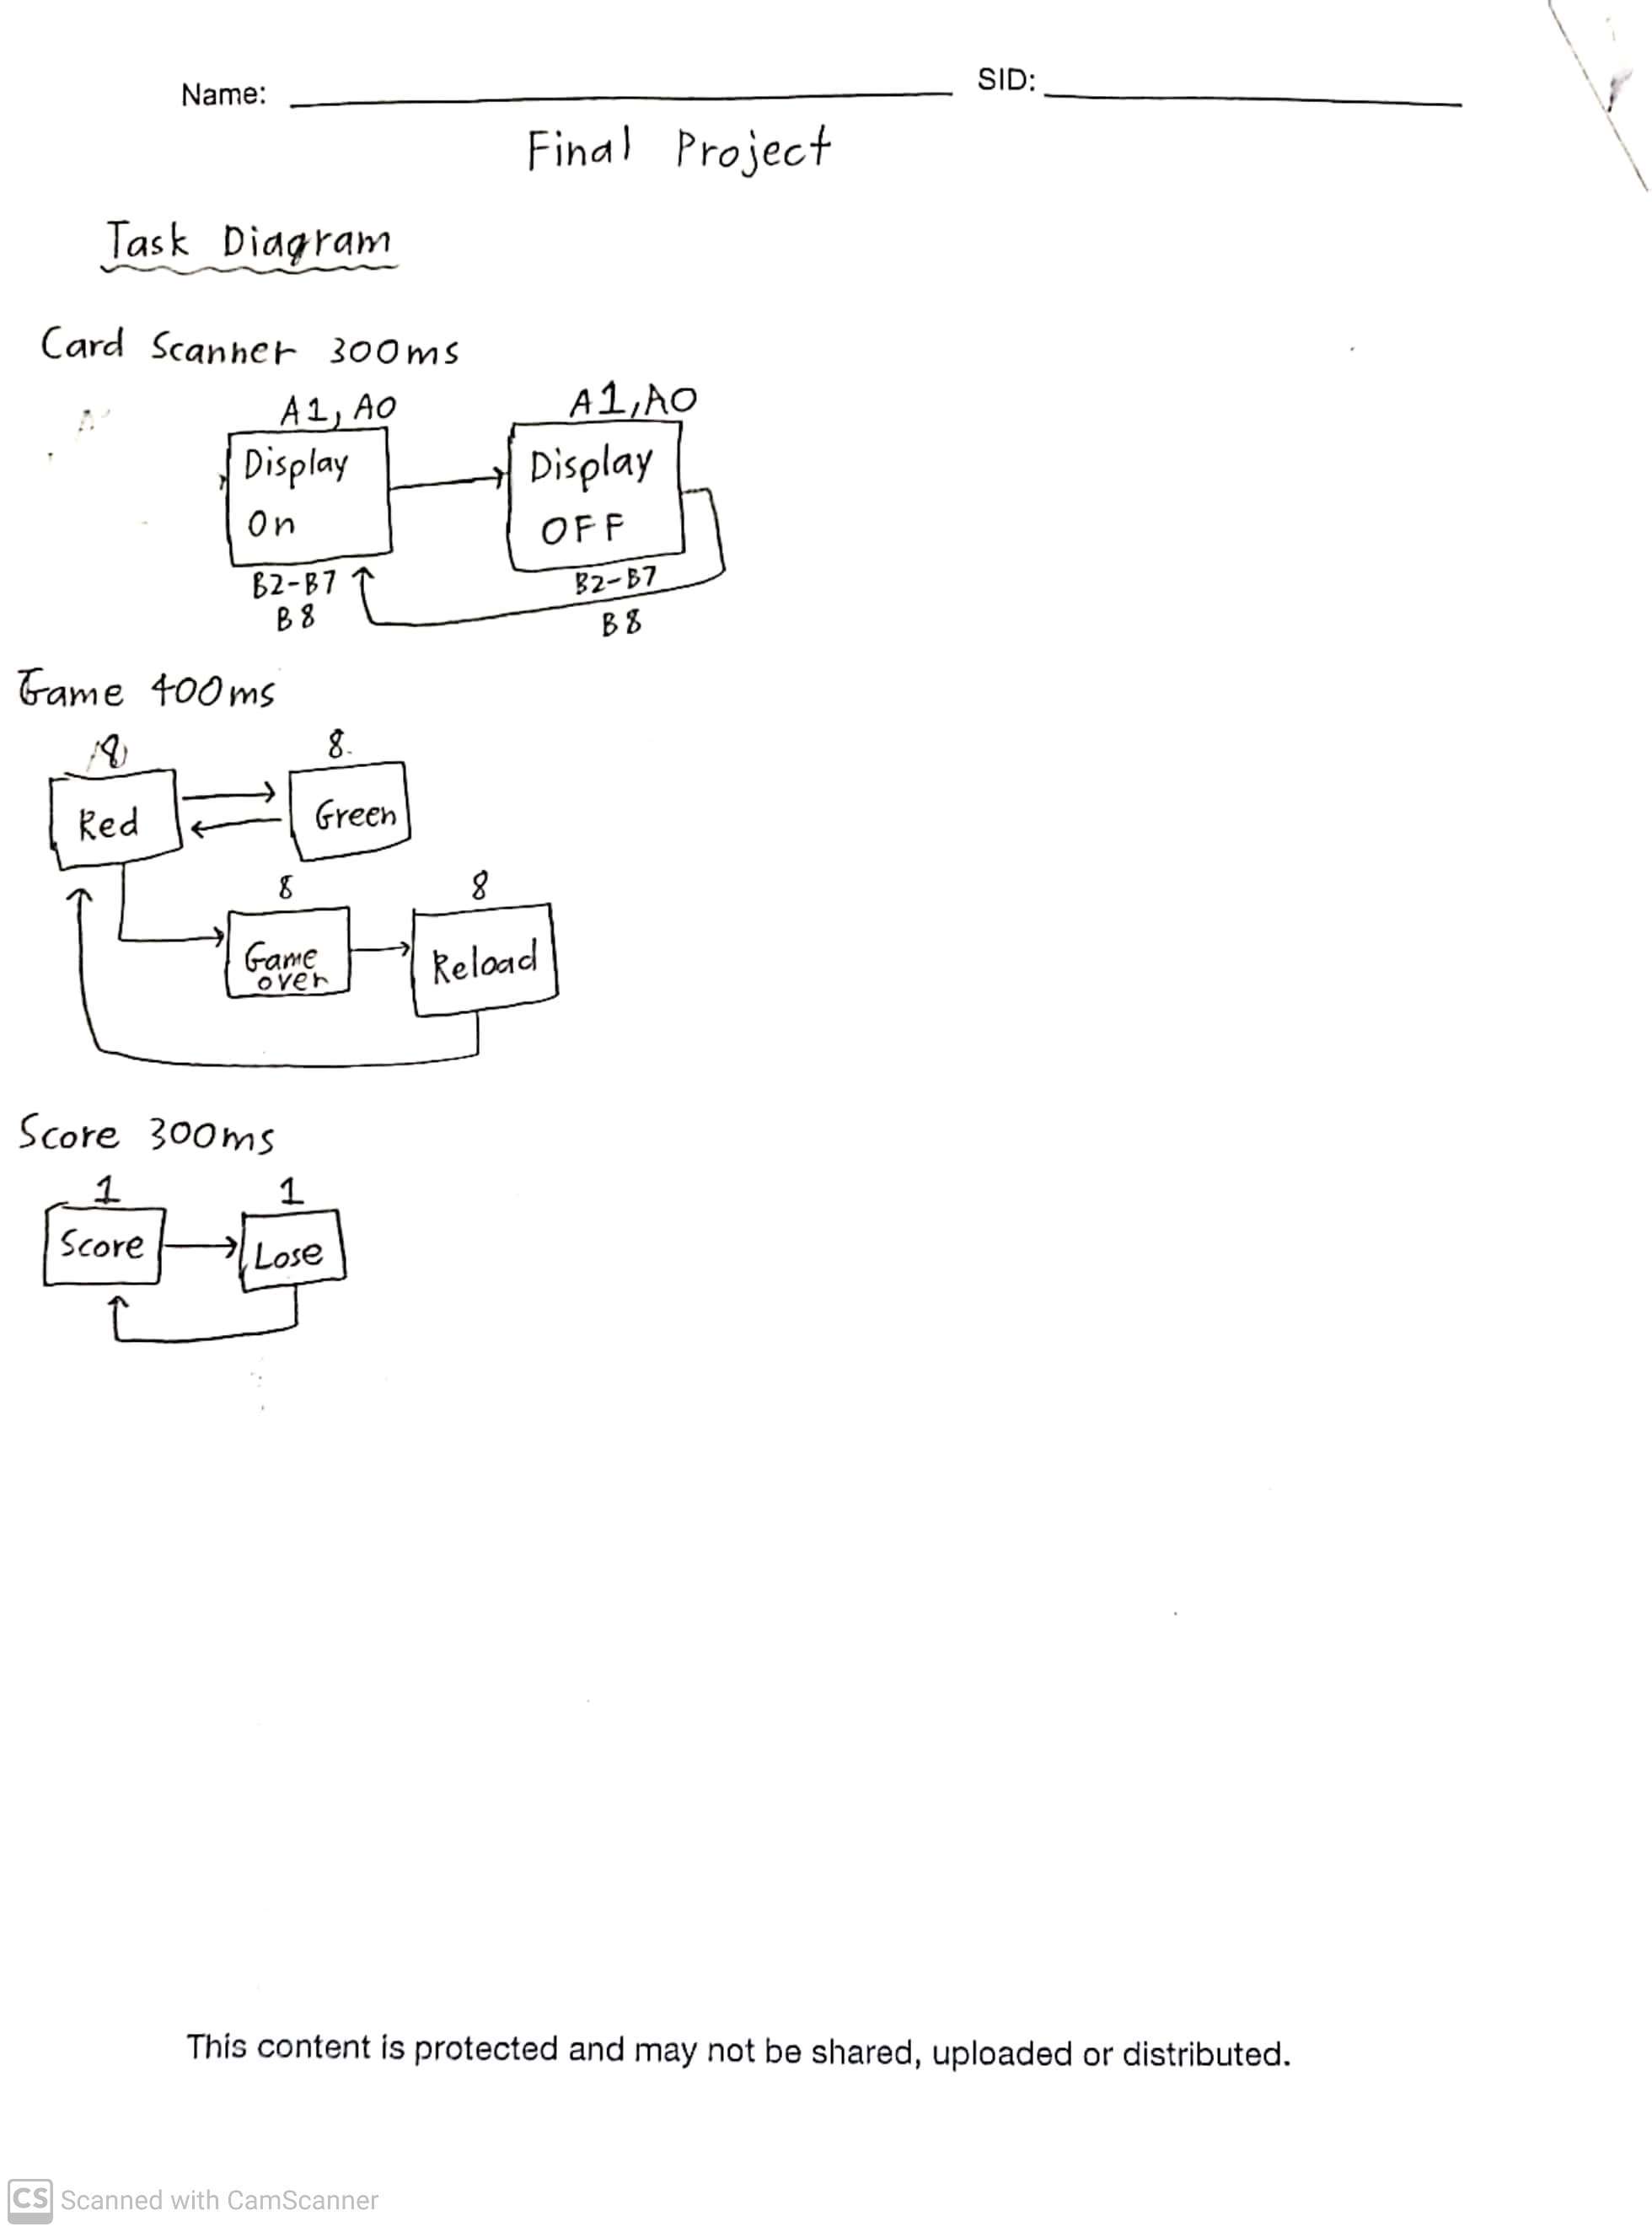 Name: SID:
Final Project
Task Diagram
Card Scanner 300ms
A1, A0 A1, A0
Display On
Display OFF
B2-B7 B2-B7
B8 B8
Game 400ms
8 8
Red Green
8 8
Game over
Reload
Score 300ms
1 1
Score Lose
This content is protected and may not be shared, uploaded or distributed.
CS Scanned with CamScanner